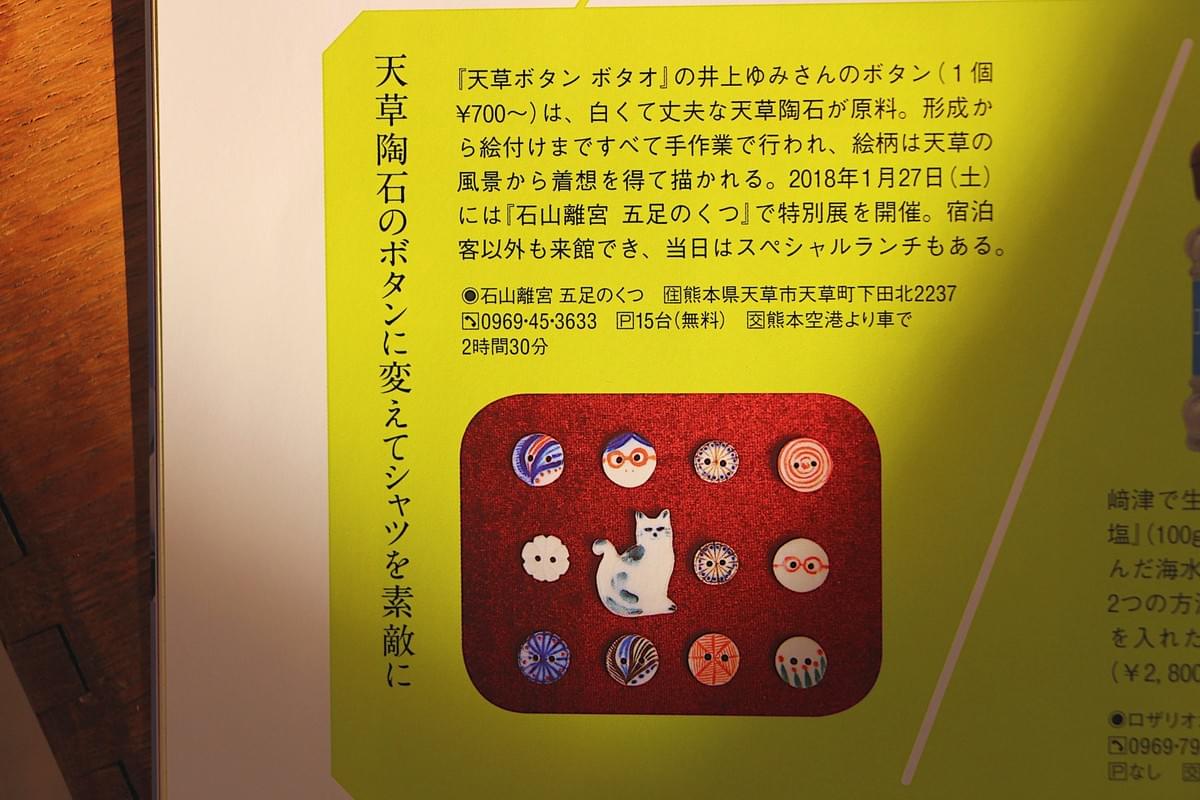 天草陶石のボタンに変えてシャツを素敵に
『天草ボタン ボタオ』の井上ゆみさんのボタン（1個
¥700〜）は、白くて丈夫な天草陶石が原料。形成か
ら絵付けまですべて手作業で行われ、絵柄は天草の
風景から着想を得て描かれる。2018年1月27日（土）
には『石山離宮 五足のくつ』で特別展を開催。宿泊
客以外も来館でき、当日はスペシャルランチもある。
◉石山離宮 五足のくつ 住熊本県天草市天草町下田北2237
☎0969・45・3633 P15台（無料） 交熊本空港より車で
2時間30分
﨑津で生
塩』（100g
んだ海水
2つの方
を入れた
（¥2,800
◉ロザリオ
☎0969・79
Pなし 交